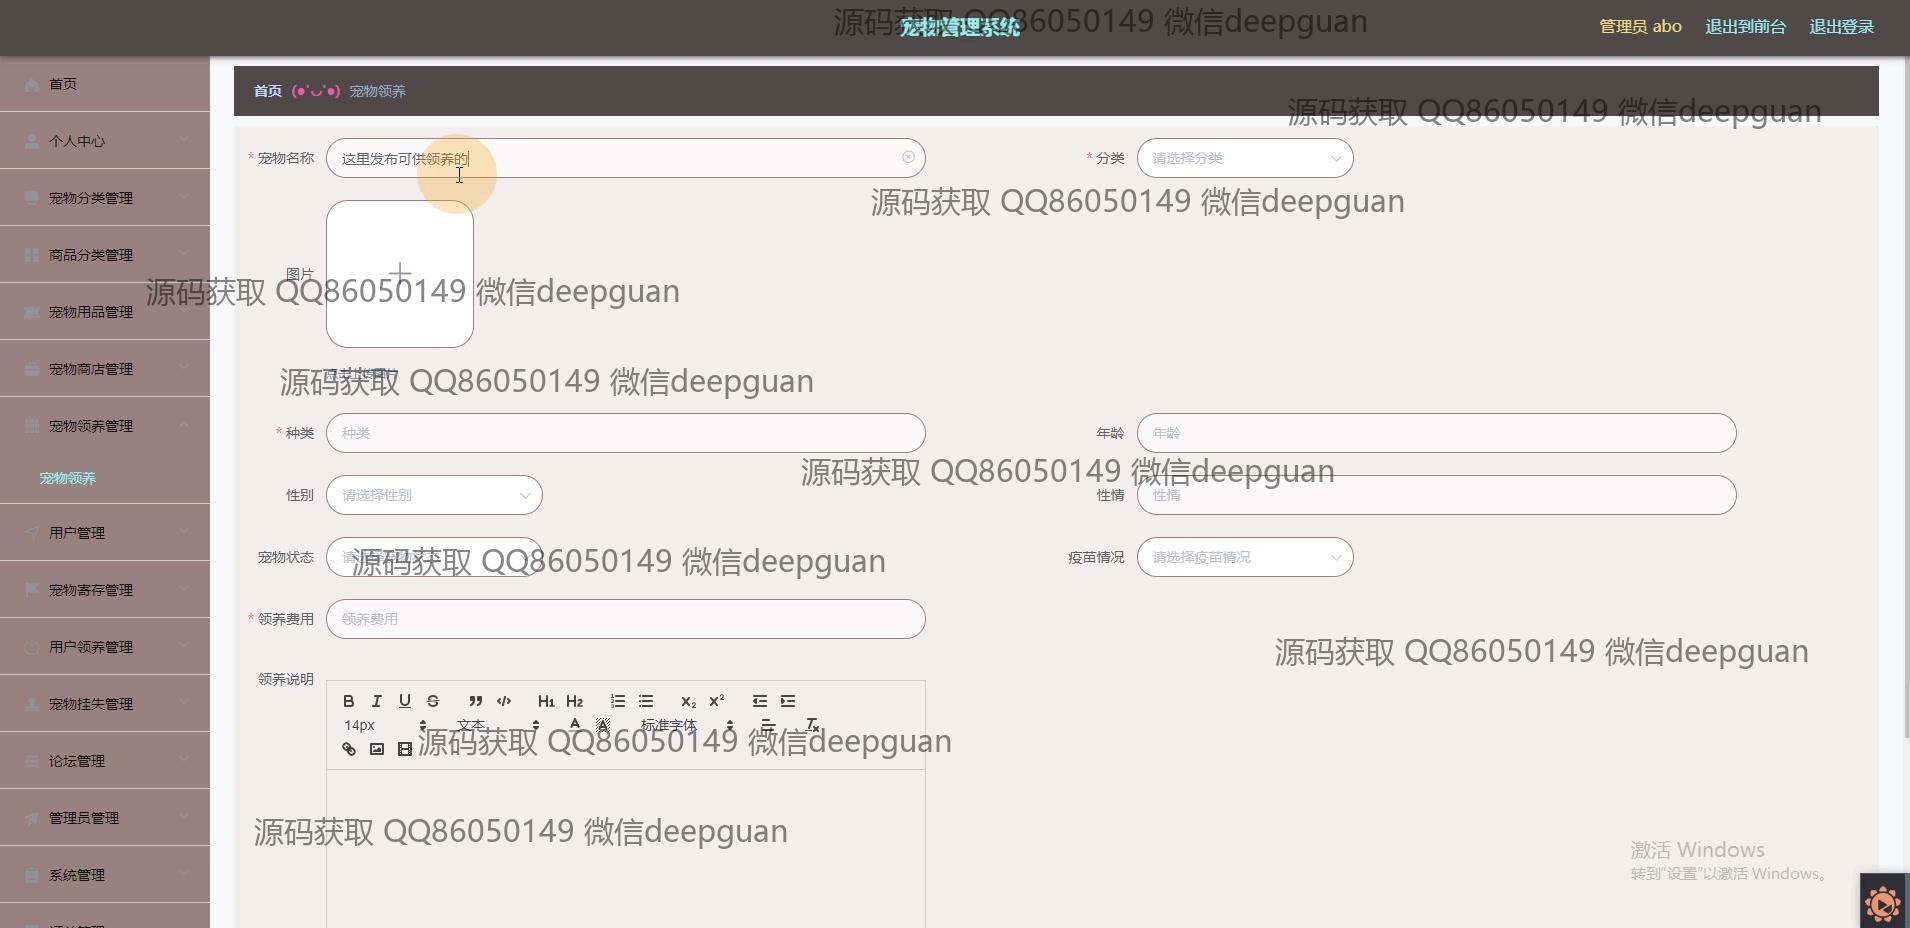 宠物管理系统
源码获取 QQ86050149 微信deepguan
管理员 abo
退出到前台
退出登录
首页
个人中心
宠物分类管理
商品分类管理
宠物用品管理
宠物商店管理
宠物领养管理
宠物领养
用户管理
宠物寄存管理
用户领养管理
宠物挂失管理
论坛管理
管理员管理
系统管理
首页 (●'◡'●) 宠物领养
源码获取 QQ86050149 微信deepguan
* 宠物名称 这里发布可供领养的
* 分类 请选择分类
源码获取 QQ86050149 微信deepguan
图片
源码获取 QQ86050149 微信deepguan
点击上传图片
源码获取 QQ86050149 微信deepguan
* 种类 种类
年龄 年龄
源码获取 QQ86050149 微信deepguan
性别 请选择性别
性情 性情
宠物状态
源码获取 QQ86050149 微信deepguan
疫苗情况 请选择疫苗情况
* 领养费用 领养费用
源码获取 QQ86050149 微信deepguan
领养说明
B I U S H1 H2 X2 X2
14px 文本 A A 标准字体 Tx
源码获取 QQ86050149 微信deepguan
源码获取 QQ86050149 微信deepguan
激活 Windows
转到“设置”以激活 Windows。